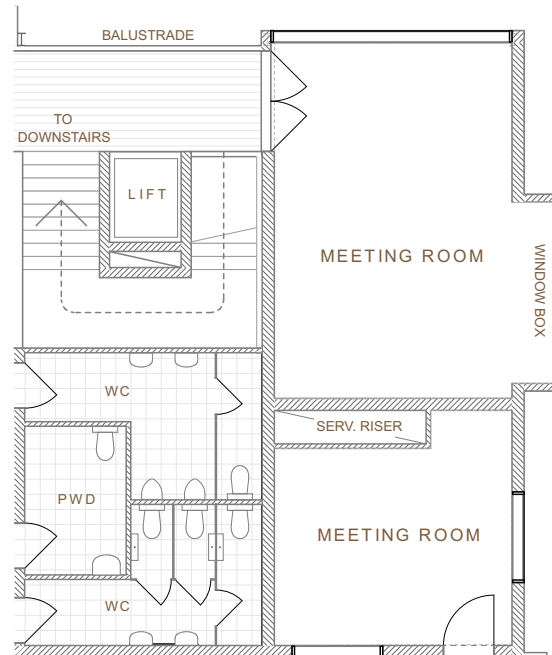 BALUSTRADE
TO
DOWNSTAIRS
LIFT
MEETING ROOM
WINDOW BOX
WC
SERV. RISER
PWD
MEETING ROOM
WC